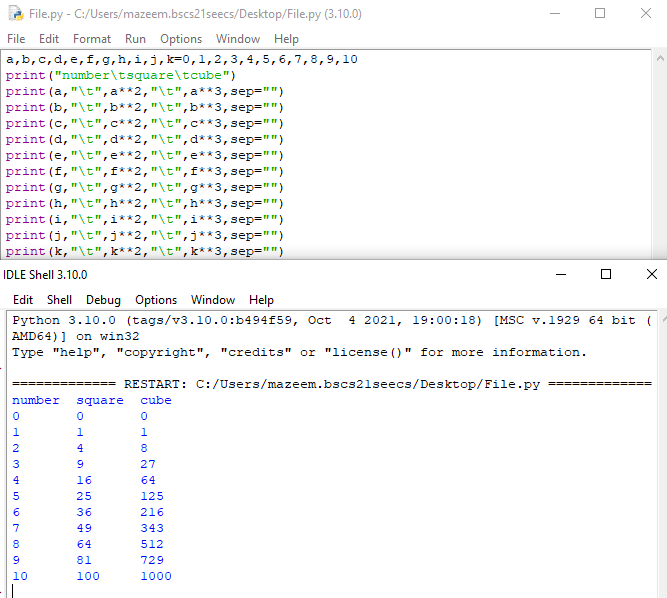 File.py - C:/Users/mazeem.bscs21seecs/Desktop/File.py (3.10.0)
File Edit Format Run Options Window Help
a,b,c,d,e,f,g,h,i,j,k=0,1,2,3,4,5,6,7,8,9,10
print("number\tsquare\tcube")
print(a,"\t",a**2,"\t",a**3,sep="")
print(b,"\t",b**2,"\t",b**3,sep="")
print(c,"\t",c**2,"\t",c**3,sep="")
print(d,"\t",d**2,"\t",d**3,sep="")
print(e,"\t",e**2,"\t",e**3,sep="")
print(f,"\t",f**2,"\t",f**3,sep="")
print(g,"\t",g**2,"\t",g**3,sep="")
print(h,"\t",h**2,"\t",h**3,sep="")
print(i,"\t",i**2,"\t",i**3,sep="")
print(j,"\t",j**2,"\t",j**3,sep="")
print(k,"\t",k**2,"\t",k**3,sep="")
IDLE Shell 3.10.0
Edit Shell Debug Options Window Help
Python 3.10.0 (tags/v3.10.0:b494f59, Oct  4 2021, 19:00:18) [MSC v.1929 64 bit (
AMD64)] on win32
Type "help", "copyright", "credits" or "license()" for more information.
============= RESTART: C:/Users/mazeem.bscs21seecs/Desktop/File.py =============
number square cube
0 0 0
1 1 1
2 4 8
3 9 27
4 16 64
5 25 125
6 36 216
7 49 343
8 64 512
9 81 729
10 100 1000